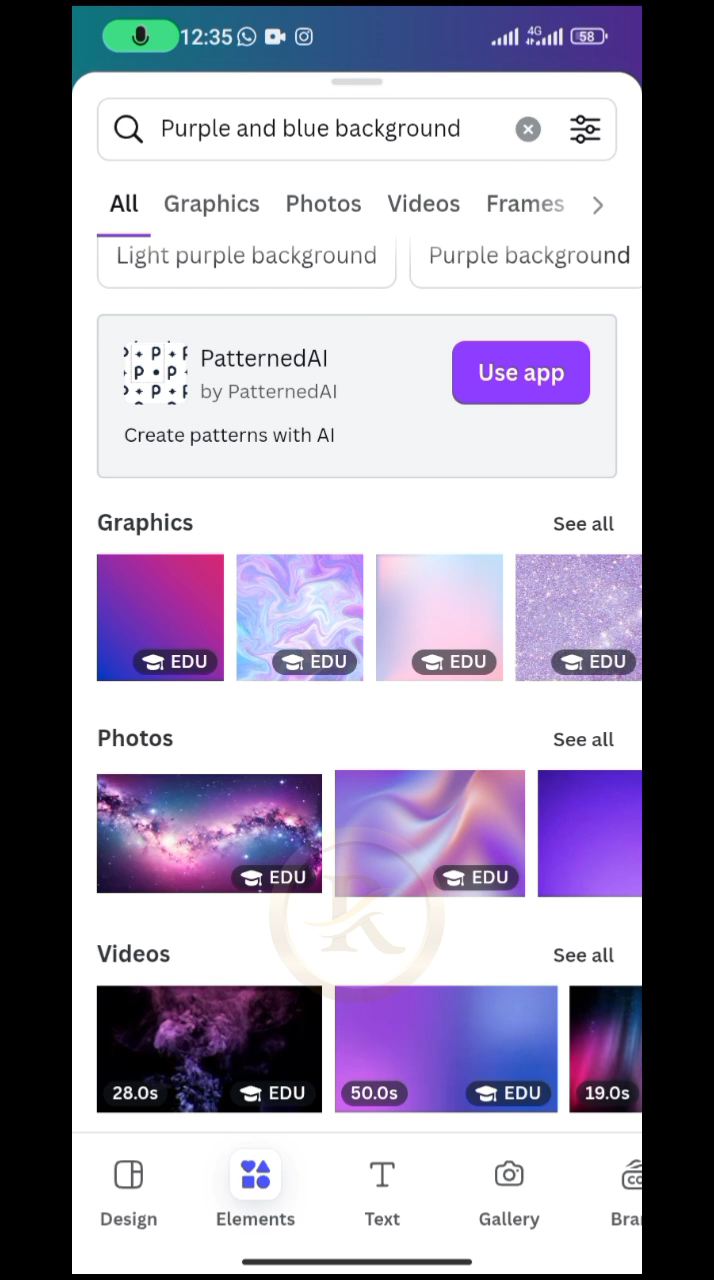 12:35
4G
58
Purple and blue background
All Graphics Photos Videos Frames
Light purple background Purple background
PatternedAI
by PatternedAI
Use app
Create patterns with AI
Graphics See all
EDU EDU EDU EDU
Photos See all
EDU EDU
Videos See all
28.0s EDU 50.0s EDU 19.0s
Design Elements Text Gallery